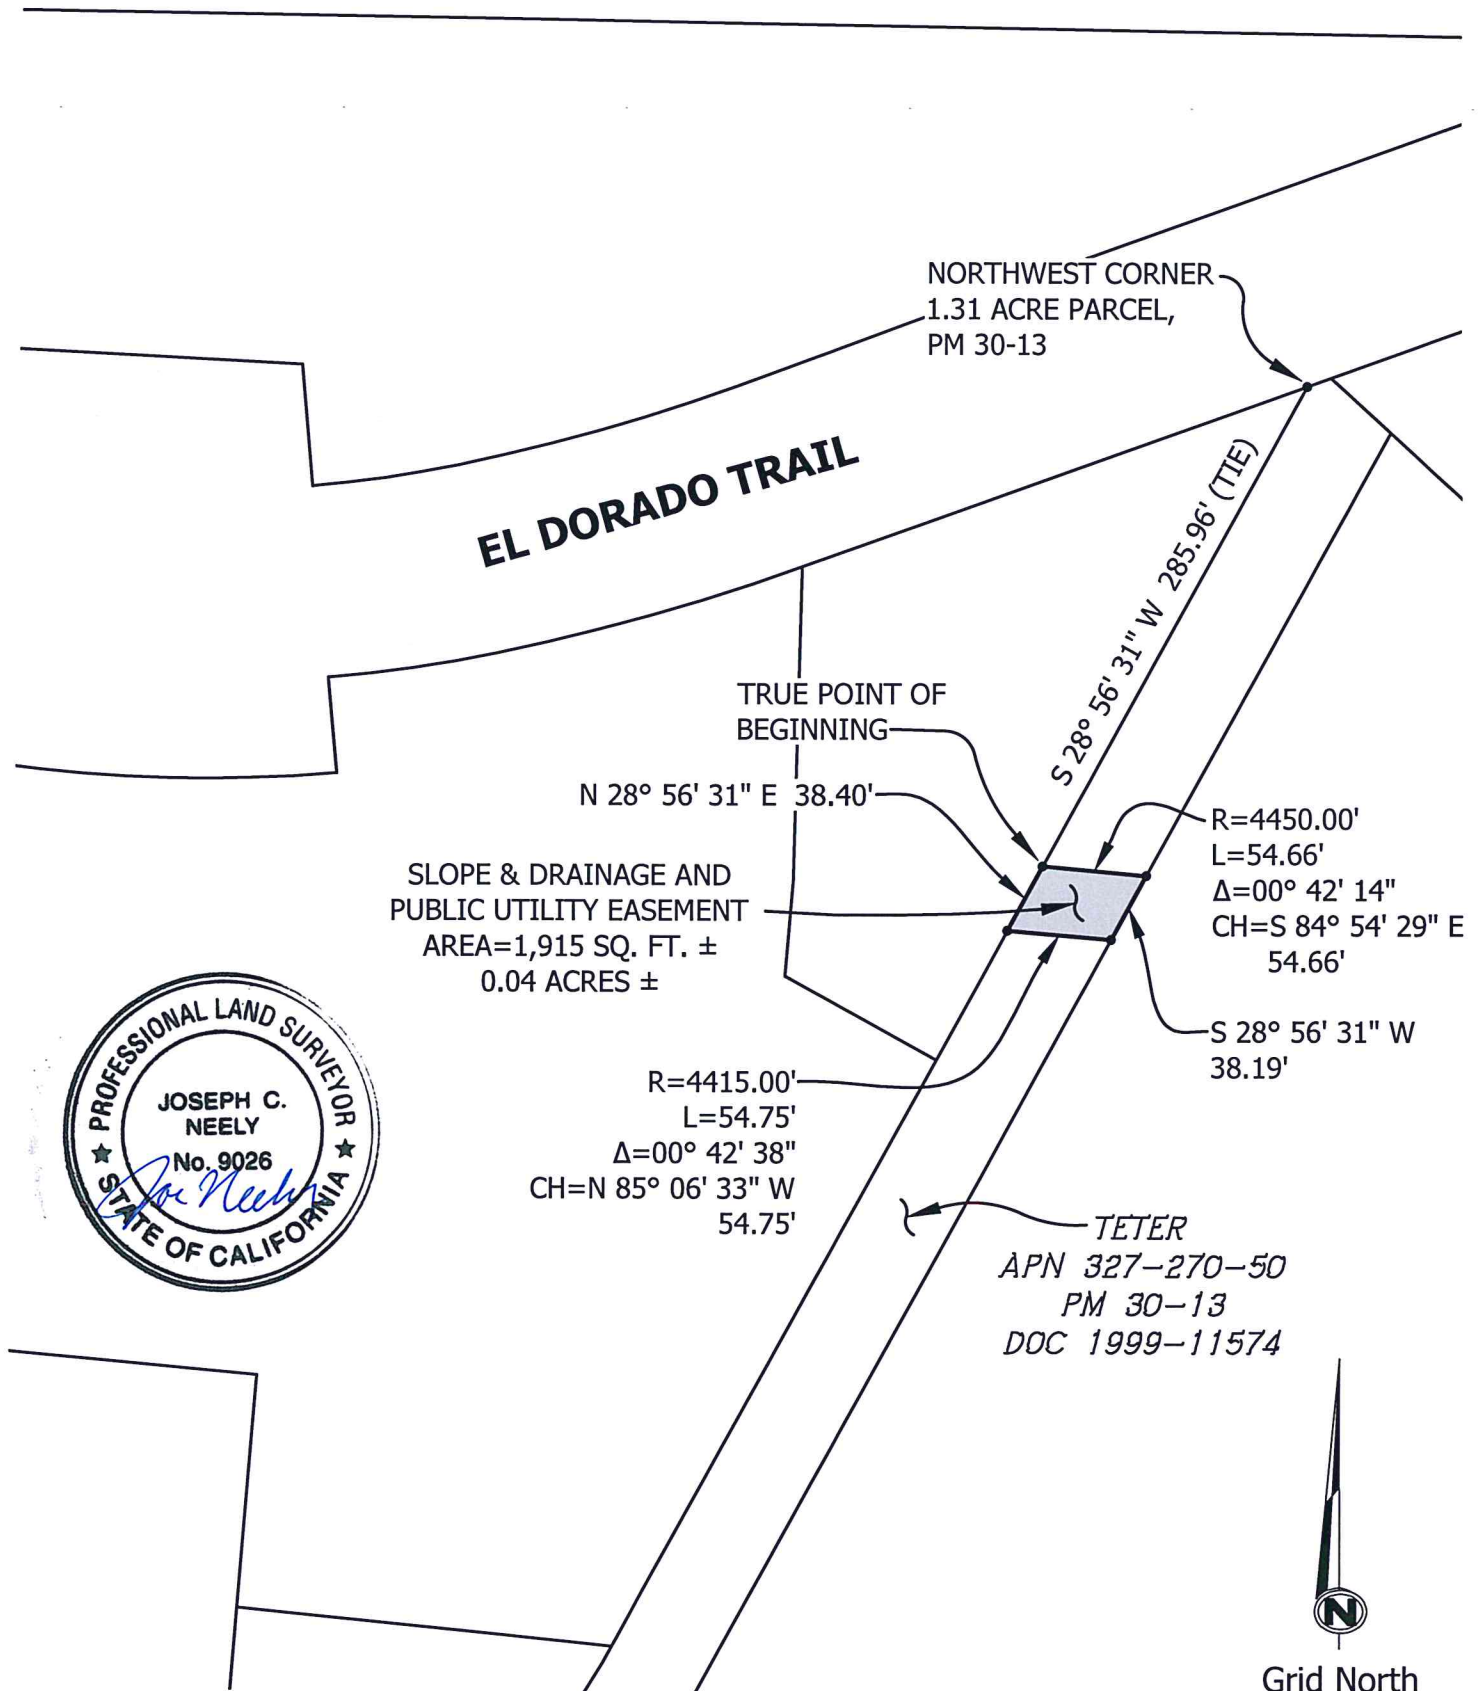 NORTHWEST CORNER
1.31 ACRE PARCEL,
PM 30-13
EL DORADO TRAIL
S 28° 56' 31" W 285.96' (TIE)
TRUE POINT OF
BEGINNING
N 28° 56' 31" E 38.40'
R=4450.00'
L=54.66'
Δ=00° 42' 14"
CH=S 84° 54' 29" E
54.66'
SLOPE & DRAINAGE AND
PUBLIC UTILITY EASEMENT
AREA=1,915 SQ. FT. ±
0.04 ACRES ±
S 28° 56' 31" W
38.19'
R=4415.00'
L=54.75'
Δ=00° 42' 38"
CH=N 85° 06' 33" W
54.75'
PROFESSIONAL LAND SURVEYOR
JOSEPH C.
NEELY
No. 9026
Joe Neely
STATE OF CALIFORNIA
TETER
APN 327-270-50
PM 30-13
DOC 1999-11574
N
Grid North